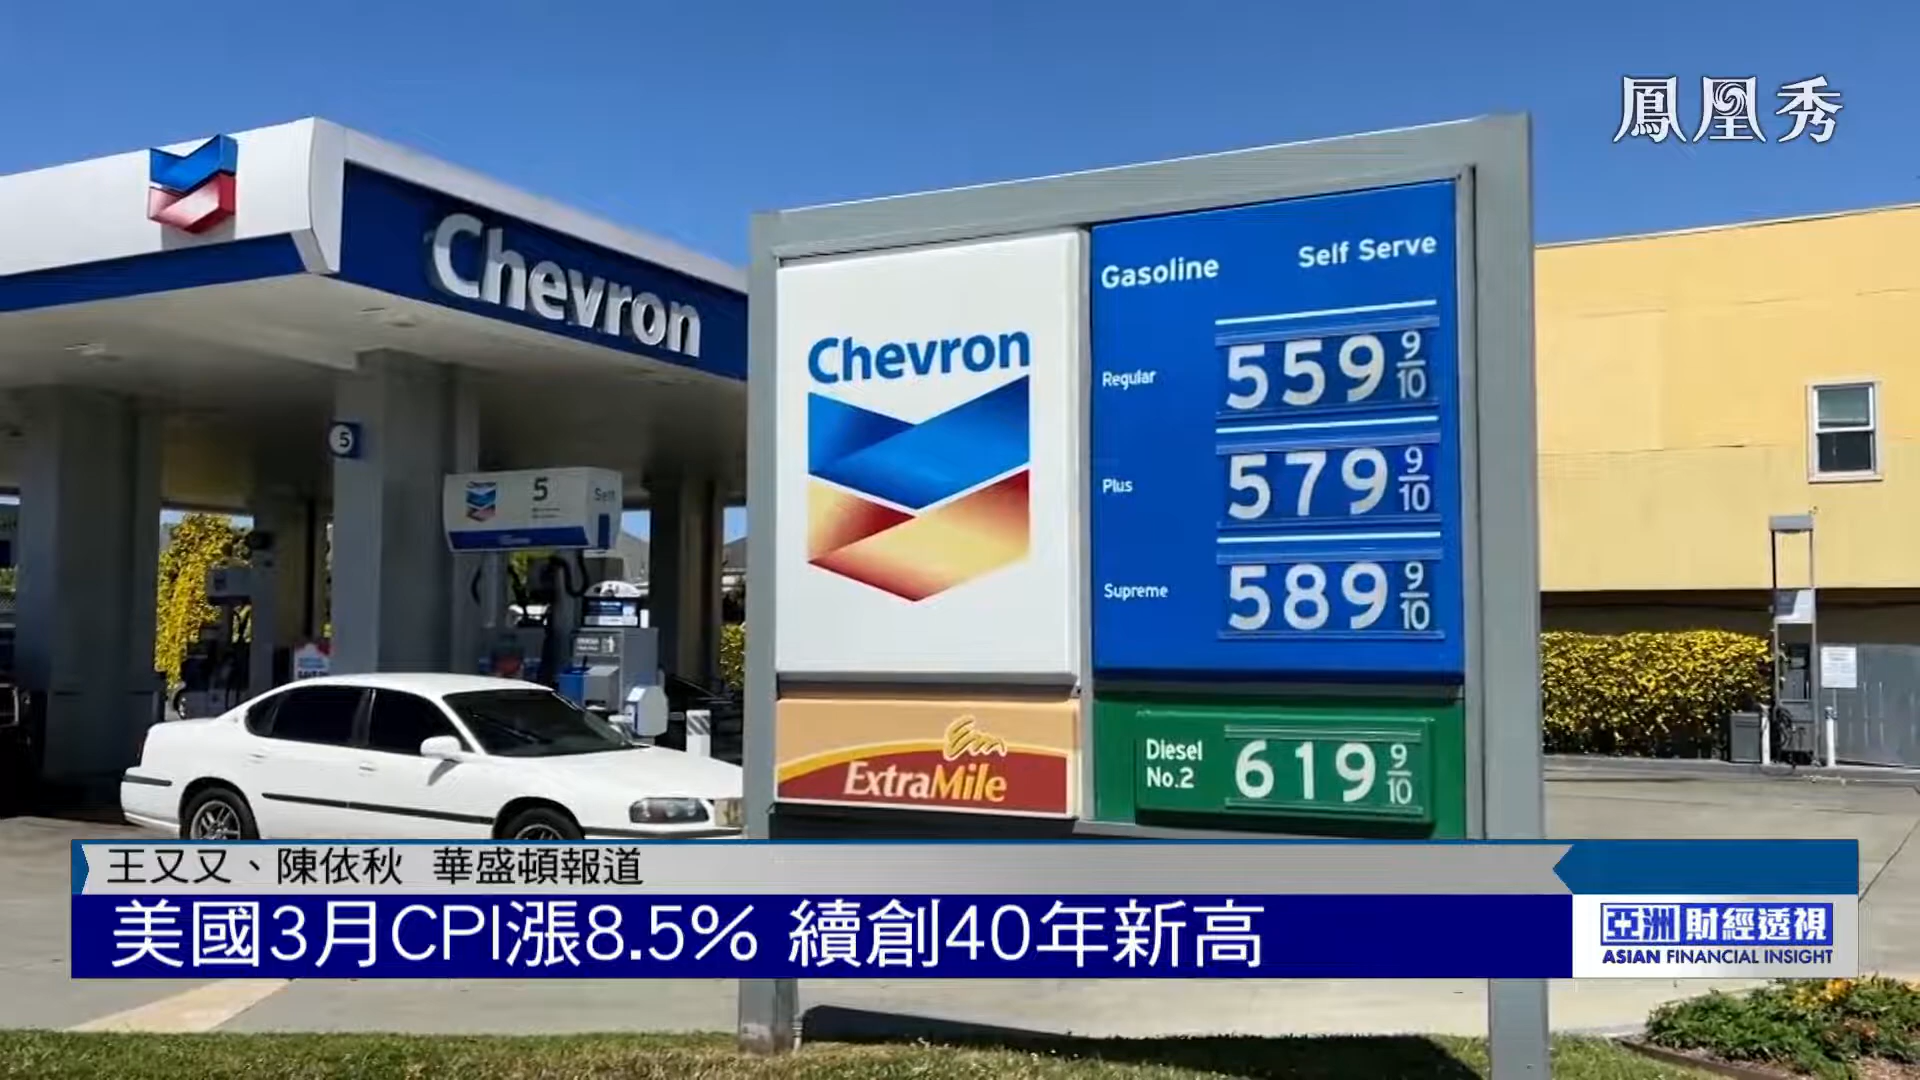 鳳凰秀
Chevron
5
Chevron
5
Self
Chevron
Gasoline
Self Serve
Regular
559 9/10
Plus
579 9/10
Supreme
589 9/10
Diesel No.2
619 9/10
ExtraMile
王又又、陳依秋 華盛頓報道
美國3月CPI漲8.5% 續創40年新高
亞洲財經透視
ASIAN FINANCIAL INSIGHT